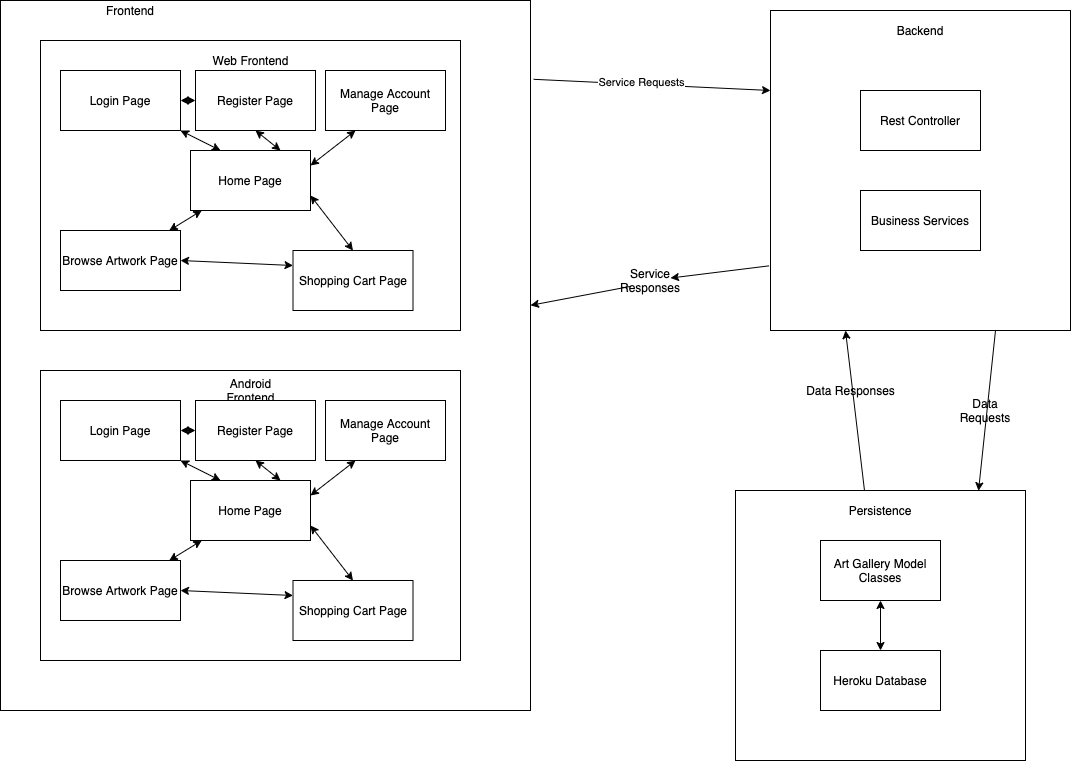 Frontend
Web Frontend
Login Page
Register Page
Manage Account
Page
Home Page
Browse Artwork Page
Shopping Cart Page
Android
Frontend
Login Page
Register Page
Manage Account
Page
Home Page
Browse Artwork Page
Shopping Cart Page
Service Requests
Service
Responses
Backend
Rest Controller
Business Services
Data Responses
Data
Requests
Persistence
Art Gallery Model
Classes
Heroku Database